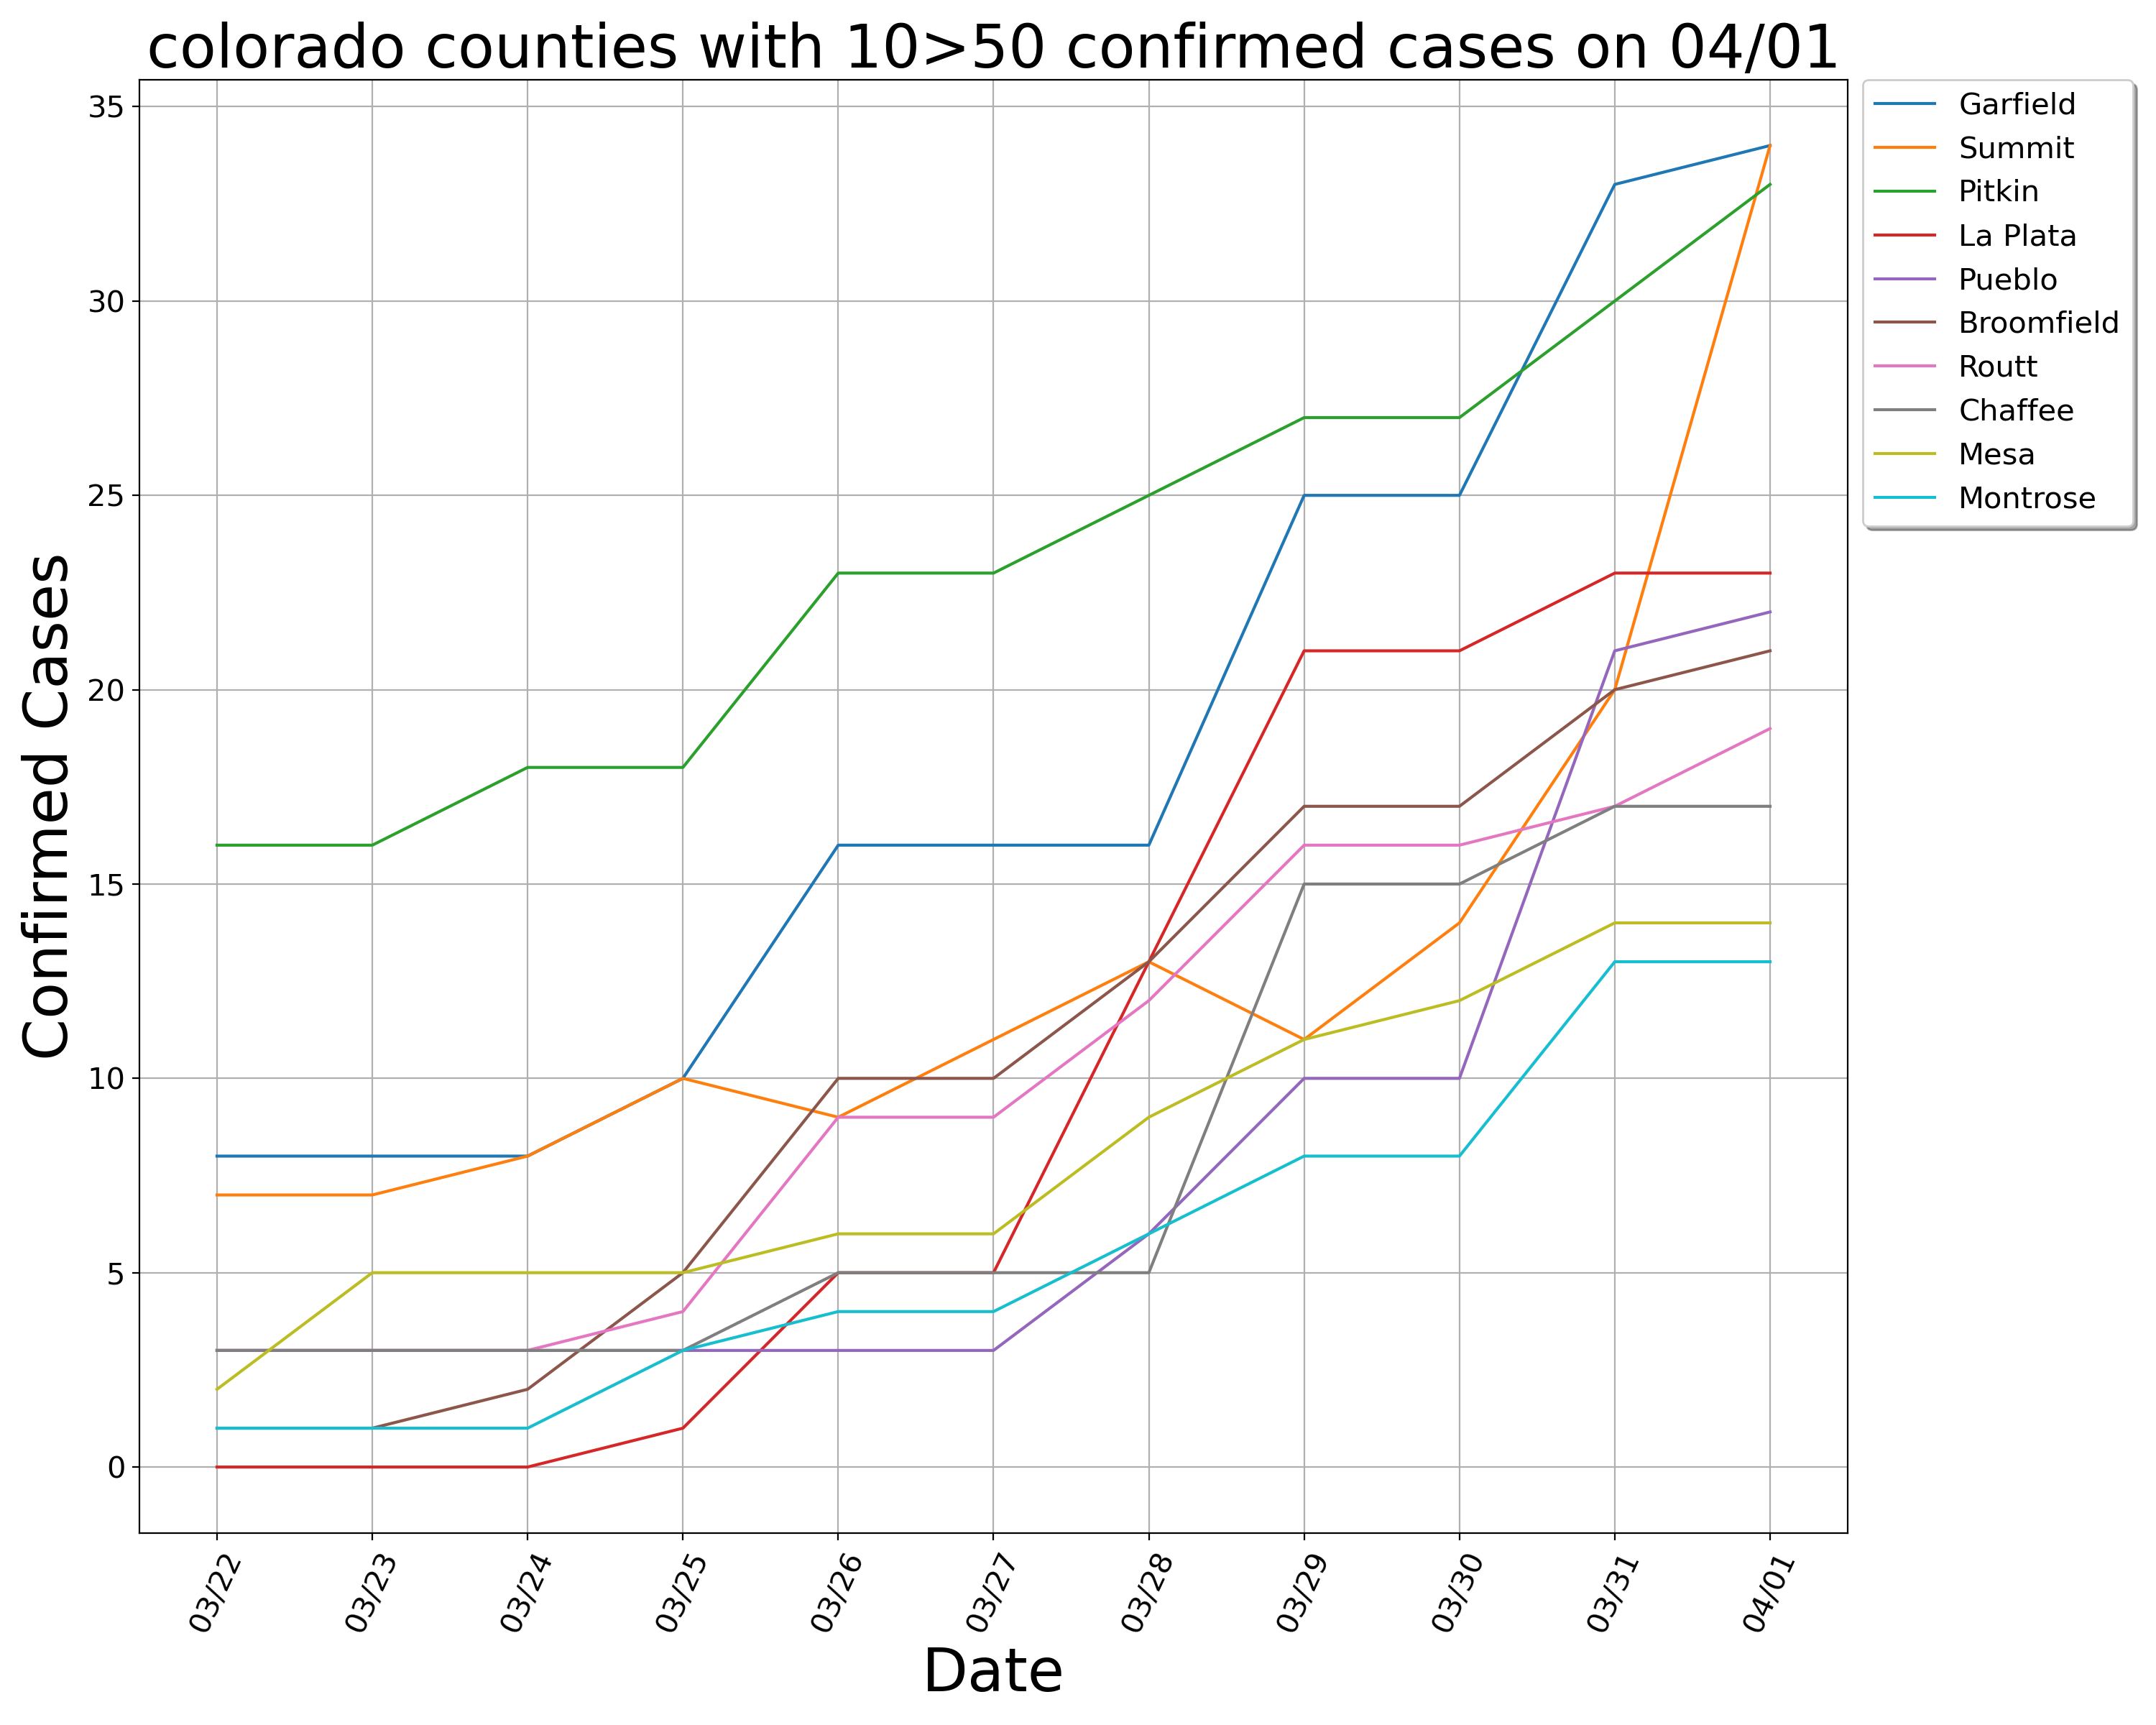 colorado counties with 10>50 confirmed cases on 04/01
Confirmed Cases
35
30
25
20
15
10
5
0
03/22
03/23
03/24
03/25
03/26
03/27
03/28
03/29
03/30
03/31
04/01
Date
Garfield
Summit
Pitkin
La Plata
Pueblo
Broomfield
Routt
Chaffee
Mesa
Montrose